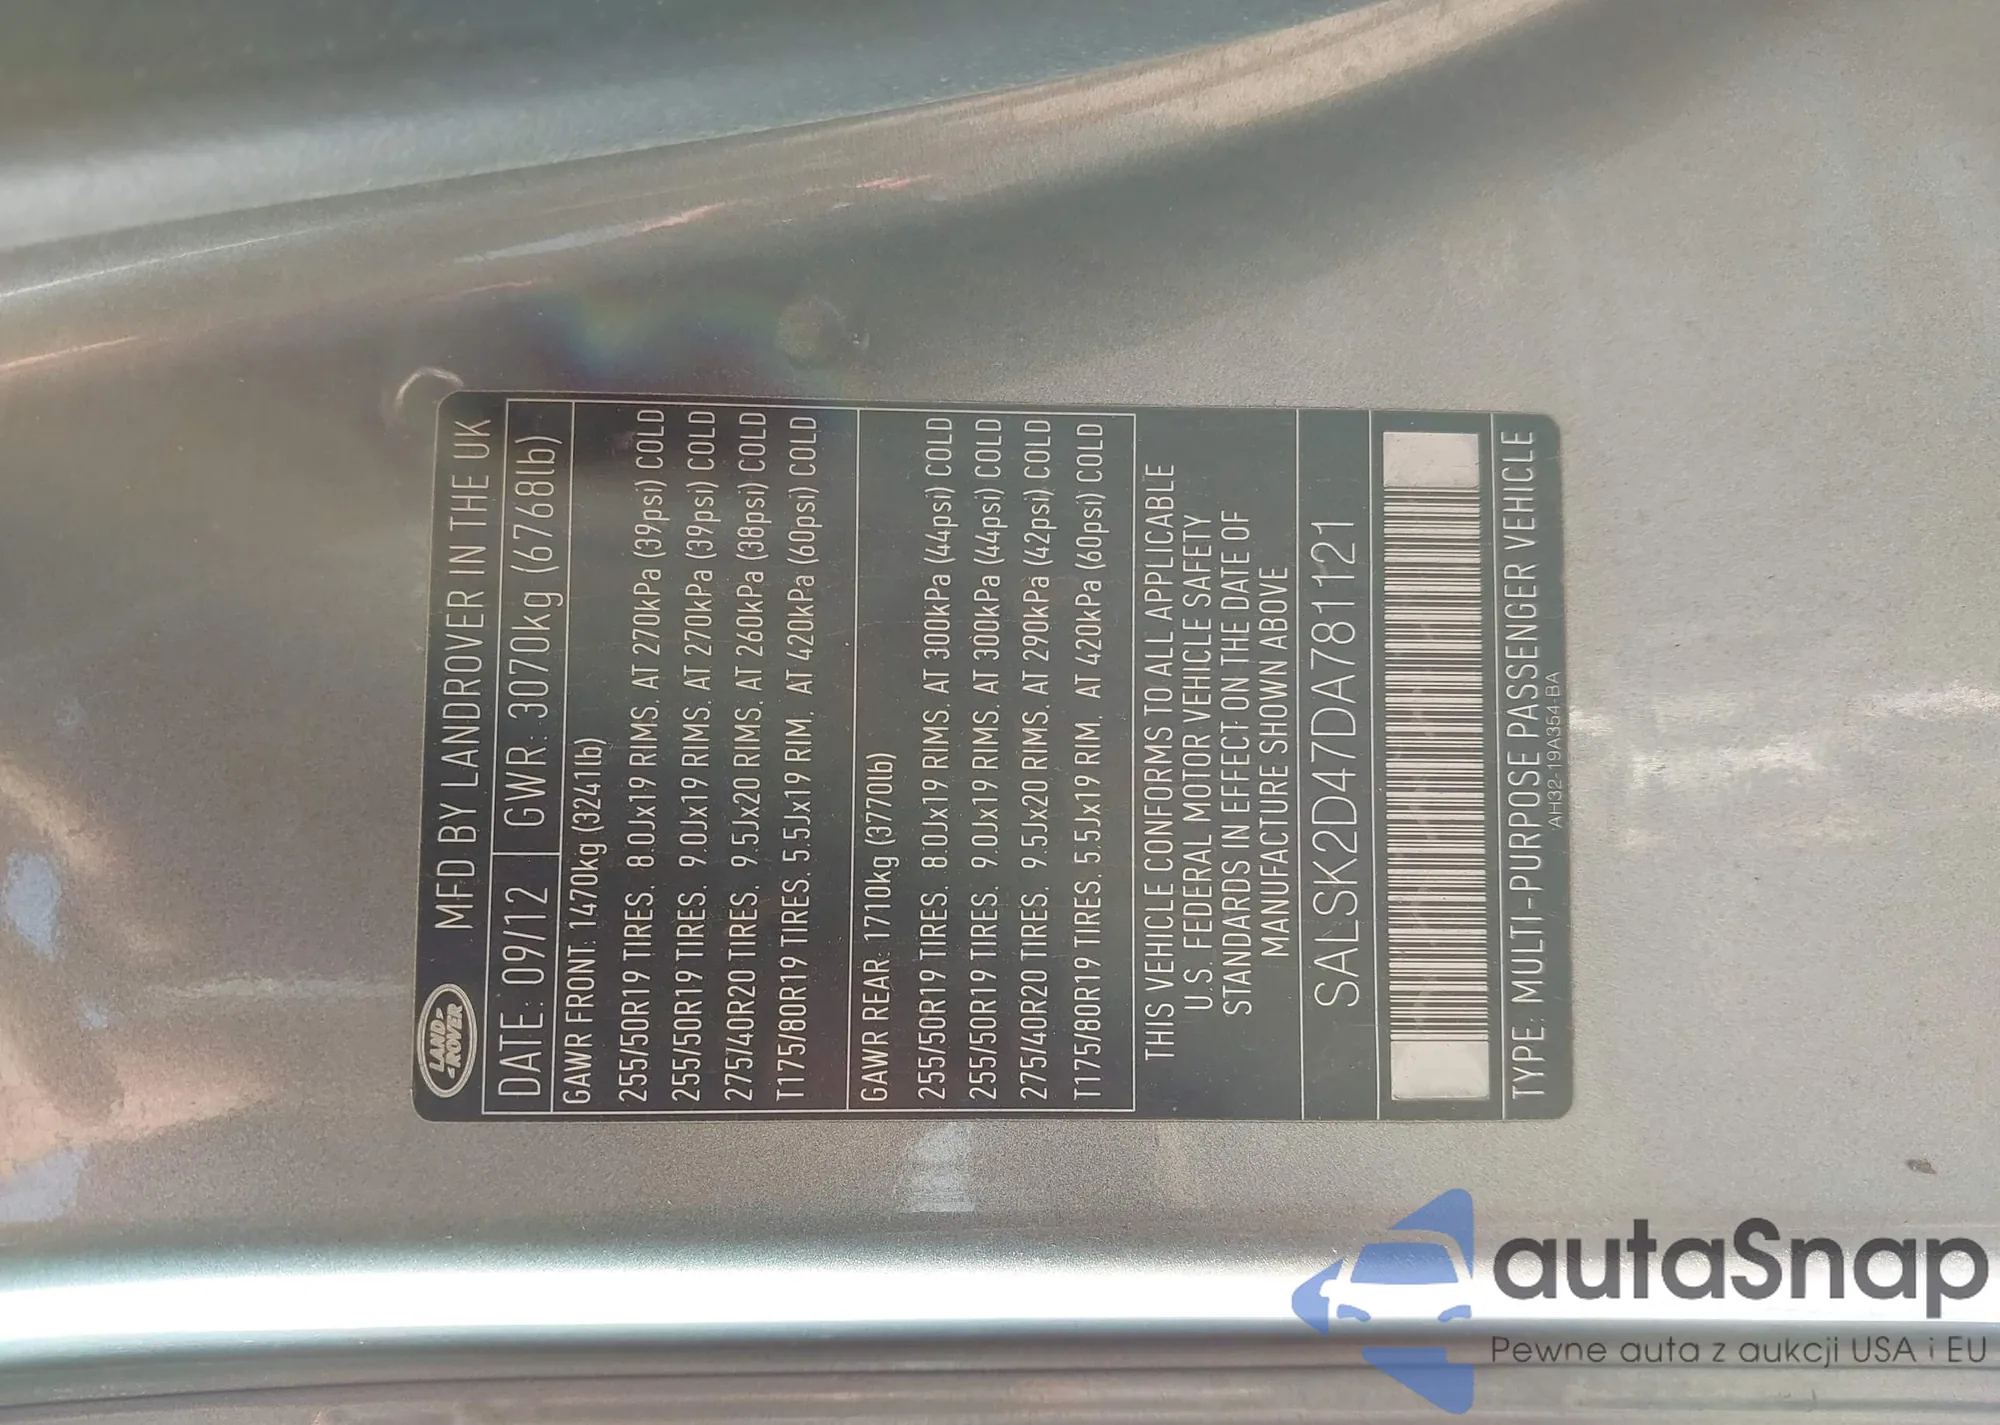 LAND ROVER
MFD BY LANDROVER IN THE UK
DATE: 09/12 GWR: 3070kg (6768lb)
GAWR FRONT: 1470kg (3241lb)
255/50R19 TIRES. 8.0Jx19 RIMS. AT 270kPa (39psi) COLD
255/50R19 TIRES. 9.0Jx19 RIMS. AT 270kPa (39psi) COLD
275/40R20 TIRES. 9.5Jx20 RIMS. AT 260kPa (38psi) COLD
T175/80R19 TIRES. 5.5Jx19 RIM. AT 420kPa (60psi) COLD
GAWR REAR: 1710kg (3770lb)
255/50R19 TIRES. 8.0Jx19 RIMS. AT 300kPa (44psi) COLD
255/50R19 TIRES. 9.0Jx19 RIMS. AT 300kPa (44psi) COLD
275/40R20 TIRES. 9.5Jx20 RIMS. AT 290kPa (42psi) COLD
T175/80R19 TIRES. 5.5Jx19 RIM. AT 420kPa (60psi) COLD
THIS VEHICLE CONFORMS TO ALL APPLICABLE
U.S. FEDERAL MOTOR VEHICLE SAFETY
STANDARDS IN EFFECT ON THE DATE OF
MANUFACTURE SHOWN ABOVE
SALSK2D47DA781121
TYPE: MULTI-PURPOSE PASSENGER VEHICLE
AH32-19A354-BA
autaSnap
Pewne auta z aukcji USA i EU